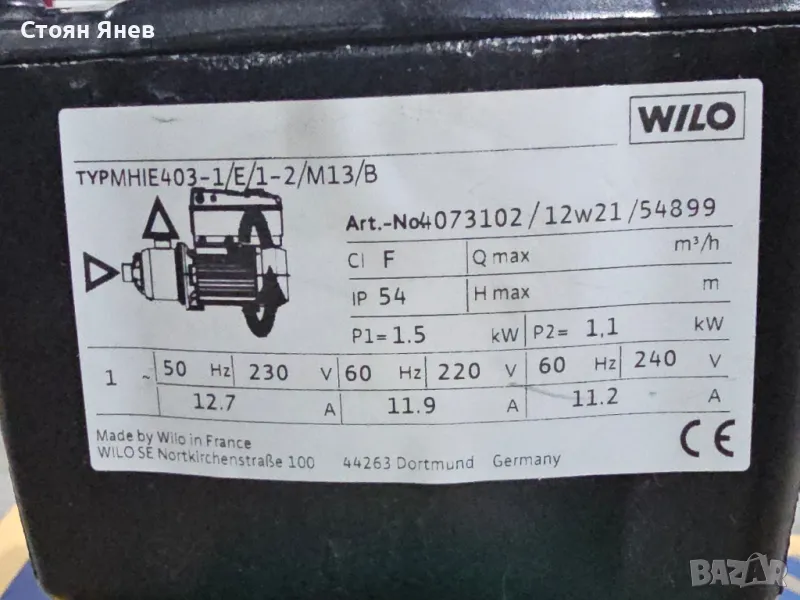 Стоян Янев
WILO
TYPMHIE403-1/E/1-2/M13/B
Art.-No4073102/12w21/54899
CI F Q max m³/h
IP 54 H max m
P1= 1.5 kW P2= 1,1 kW
1 ~ 50 Hz 230 V 60 Hz 220 V 60 Hz 240 V
12.7 A 11.9 A 11.2 A
Made by Wilo in France
WILO SE Nortkirchenstraße 100 44263 Dortmund Germany
CE
BAZAR
bg